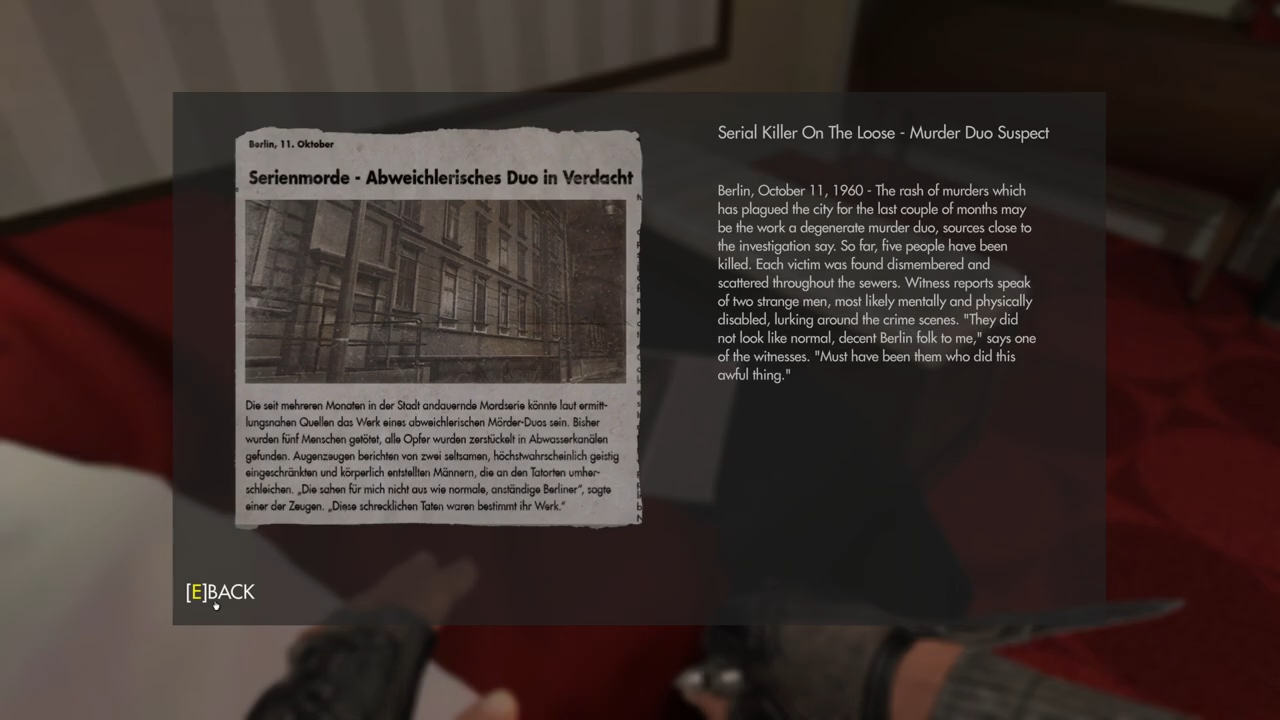 Berlin, 11. Oktober
Serienmorde - Abweichlerisches Duo in Verdacht
Die seit mehreren Monaten in der Stadt andauernde Mordserie könnte laut ermitt-
lungsnahen Quellen das Werk eines abweichlerischen Mörder-Duos sein. Bisher
wurden fünf Menschen getötet, alle Opfer wurden zerstückelt in Abwasserkanälen
gefunden. Augenzeugen berichten von zwei seltsamen, höchstwahrscheinlich geistig
eingeschränkten und körperlich entstellten Männern, die an den Tatorten umher-
schleichen. „Die sahen für mich nicht aus wie normale, anständige Berliner“, sagte
einer der Zeugen. „Diese schrecklichen Taten waren bestimmt ihr Werk.“
Serial Killer On The Loose - Murder Duo Suspect
Berlin, October 11, 1960 - The rash of murders which
has plagued the city for the last couple of months may
be the work a degenerate murder duo, sources close to
the investigation say. So far, five people have been
killed. Each victim was found dismembered and
scattered throughout the sewers. Witness reports speak
of two strange men, most likely mentally and physically
disabled, lurking around the crime scenes. "They did
not look like normal, decent Berlin folk to me," says one
of the witnesses. "Must have been them who did this
awful thing."
[E]BACK